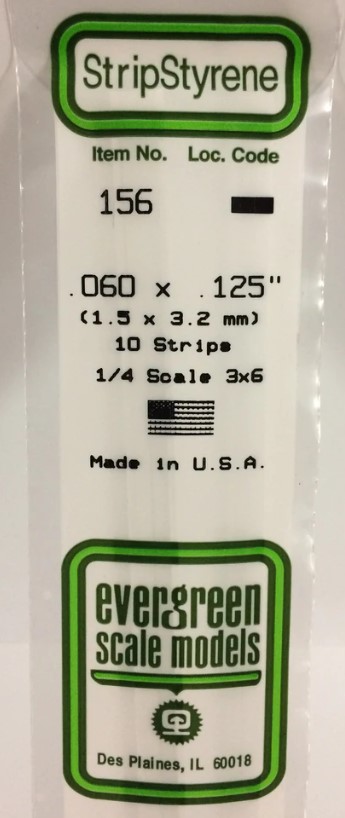 StripStyrene
Item No. Loc. Code
156
.060 x .125"
(1.5 x 3.2 mm)
10 Strips
1/4 Scale 3x6
Made in U.S.A.
evergreen
scale models
Des Plaines, IL 60018